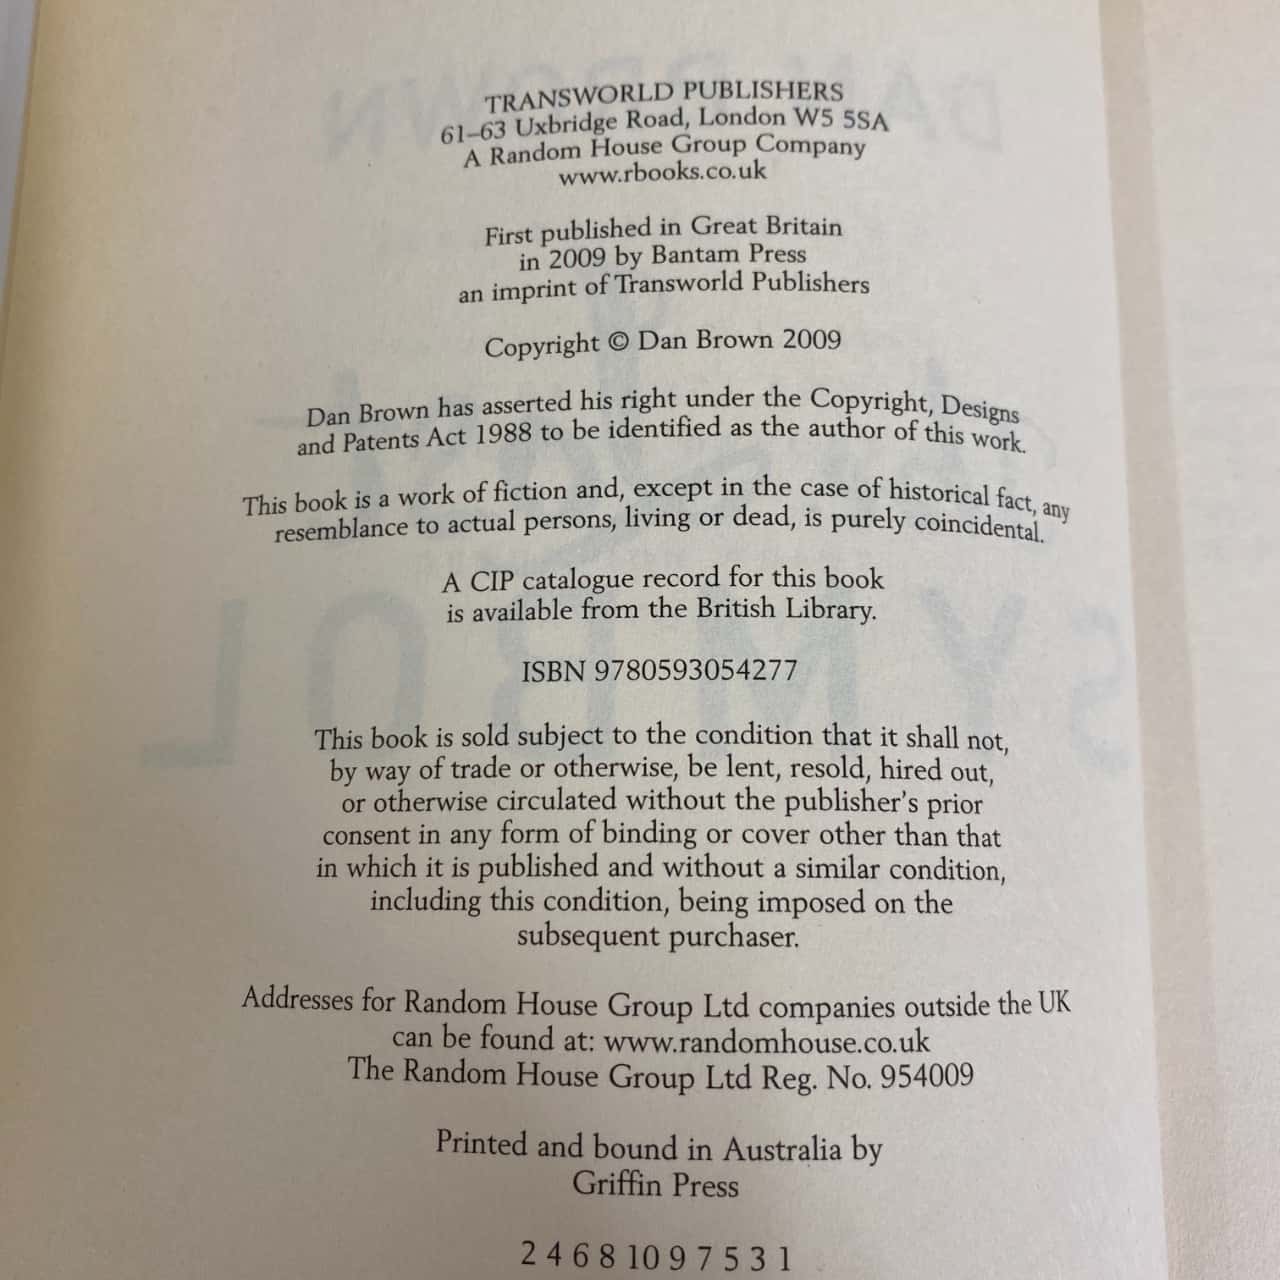 TRANSWORLD PUBLISHERS
61–63 Uxbridge Road, London W5 5SA
A Random House Group Company
www.rbooks.co.uk
First published in Great Britain
in 2009 by Bantam Press
an imprint of Transworld Publishers
Copyright © Dan Brown 2009
Dan Brown has asserted his right under the Copyright, Designs
and Patents Act 1988 to be identified as the author of this work.
This book is a work of fiction and, except in the case of historical fact, any
resemblance to actual persons, living or dead, is purely coincidental.
A CIP catalogue record for this book
is available from the British Library.
ISBN 9780593054277
This book is sold subject to the condition that it shall not,
by way of trade or otherwise, be lent, resold, hired out,
or otherwise circulated without the publisher's prior
consent in any form of binding or cover other than that
in which it is published and without a similar condition,
including this condition, being imposed on the
subsequent purchaser.
Addresses for Random House Group Ltd companies outside the UK
can be found at: www.randomhouse.co.uk
The Random House Group Ltd Reg. No. 954009
Printed and bound in Australia by
Griffin Press
2 4 6 8 10 9 7 5 3 1